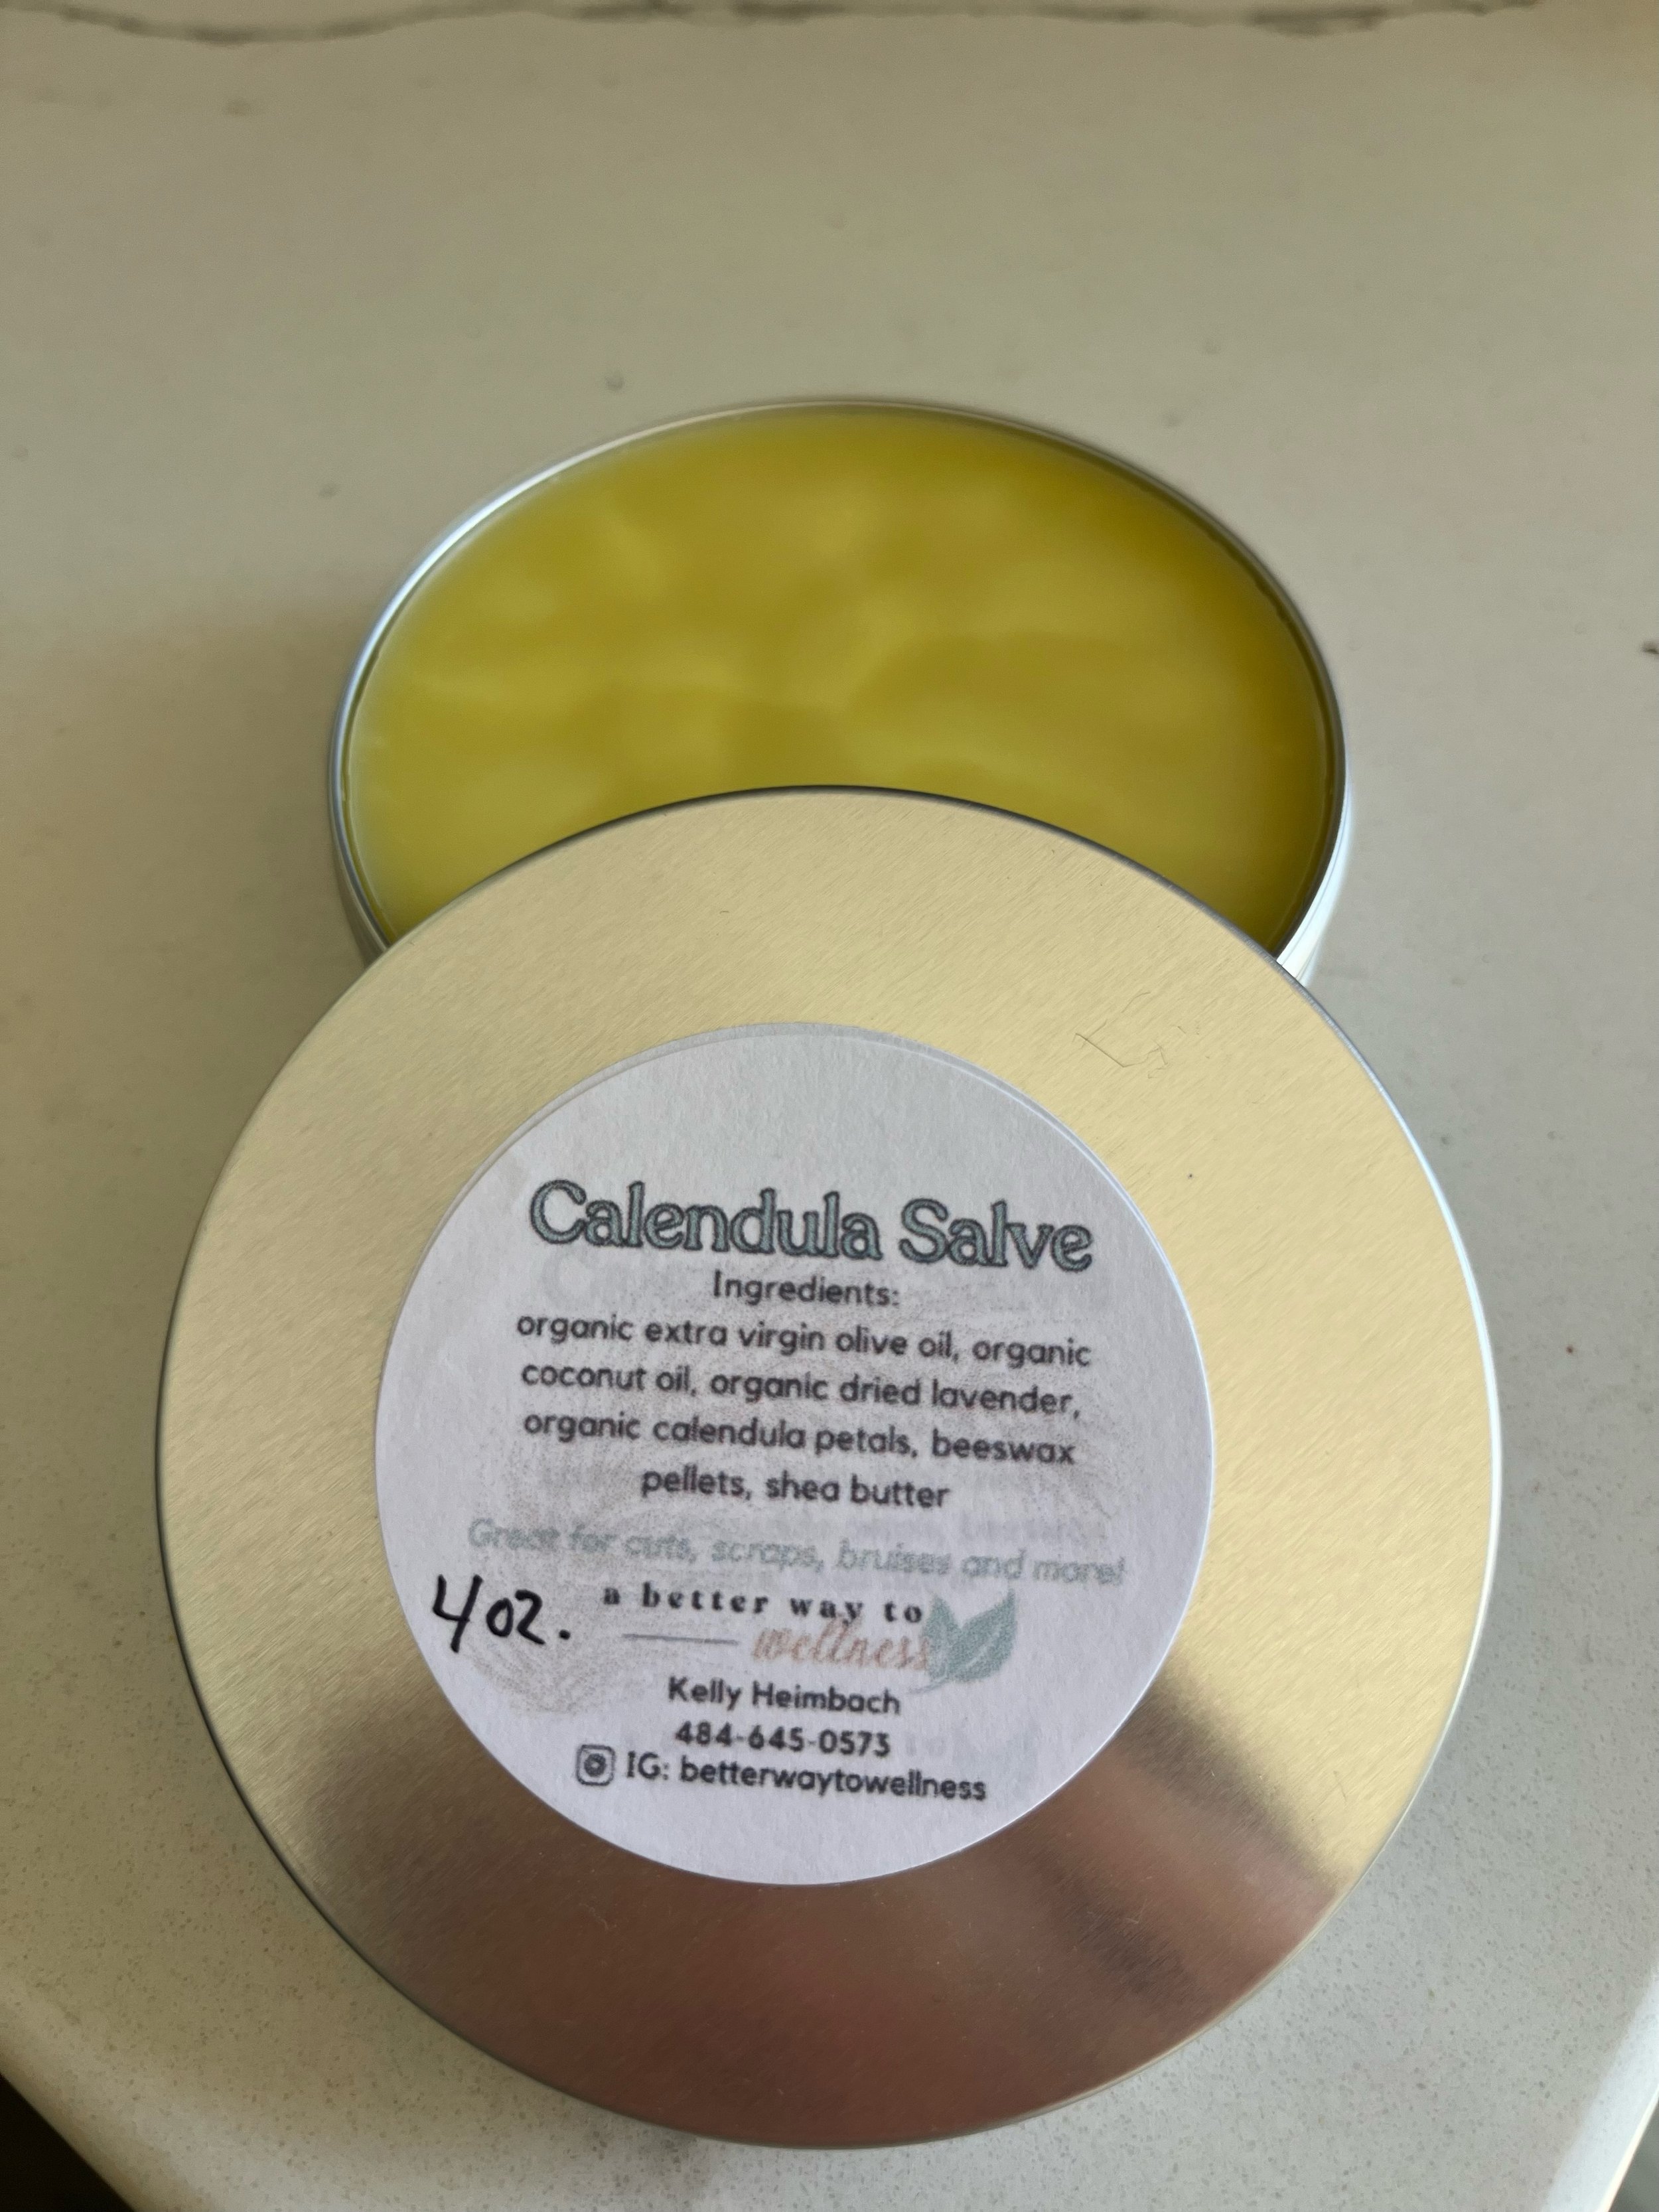 Calendula Salve
Ingredients:
organic extra virgin olive oil, organic
coconut oil, organic dried lavender,
organic calendula petals, beeswax
pellets, shea butter
Great for cuts, scraps, bruises and more!
4 oz.
a better way to
wellness
Kelly Heimbach
484-645-0573
IG: betterwaytowellness